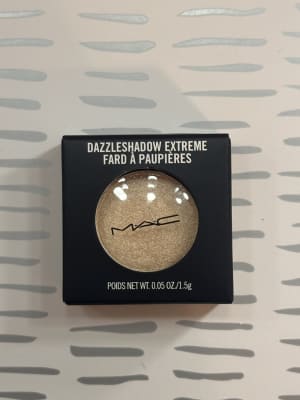 DAZZLESHADOW EXTREME
FARD À PAUPIÈRES
MAC
POIDS NET WT. 0.05 OZ./1.5g